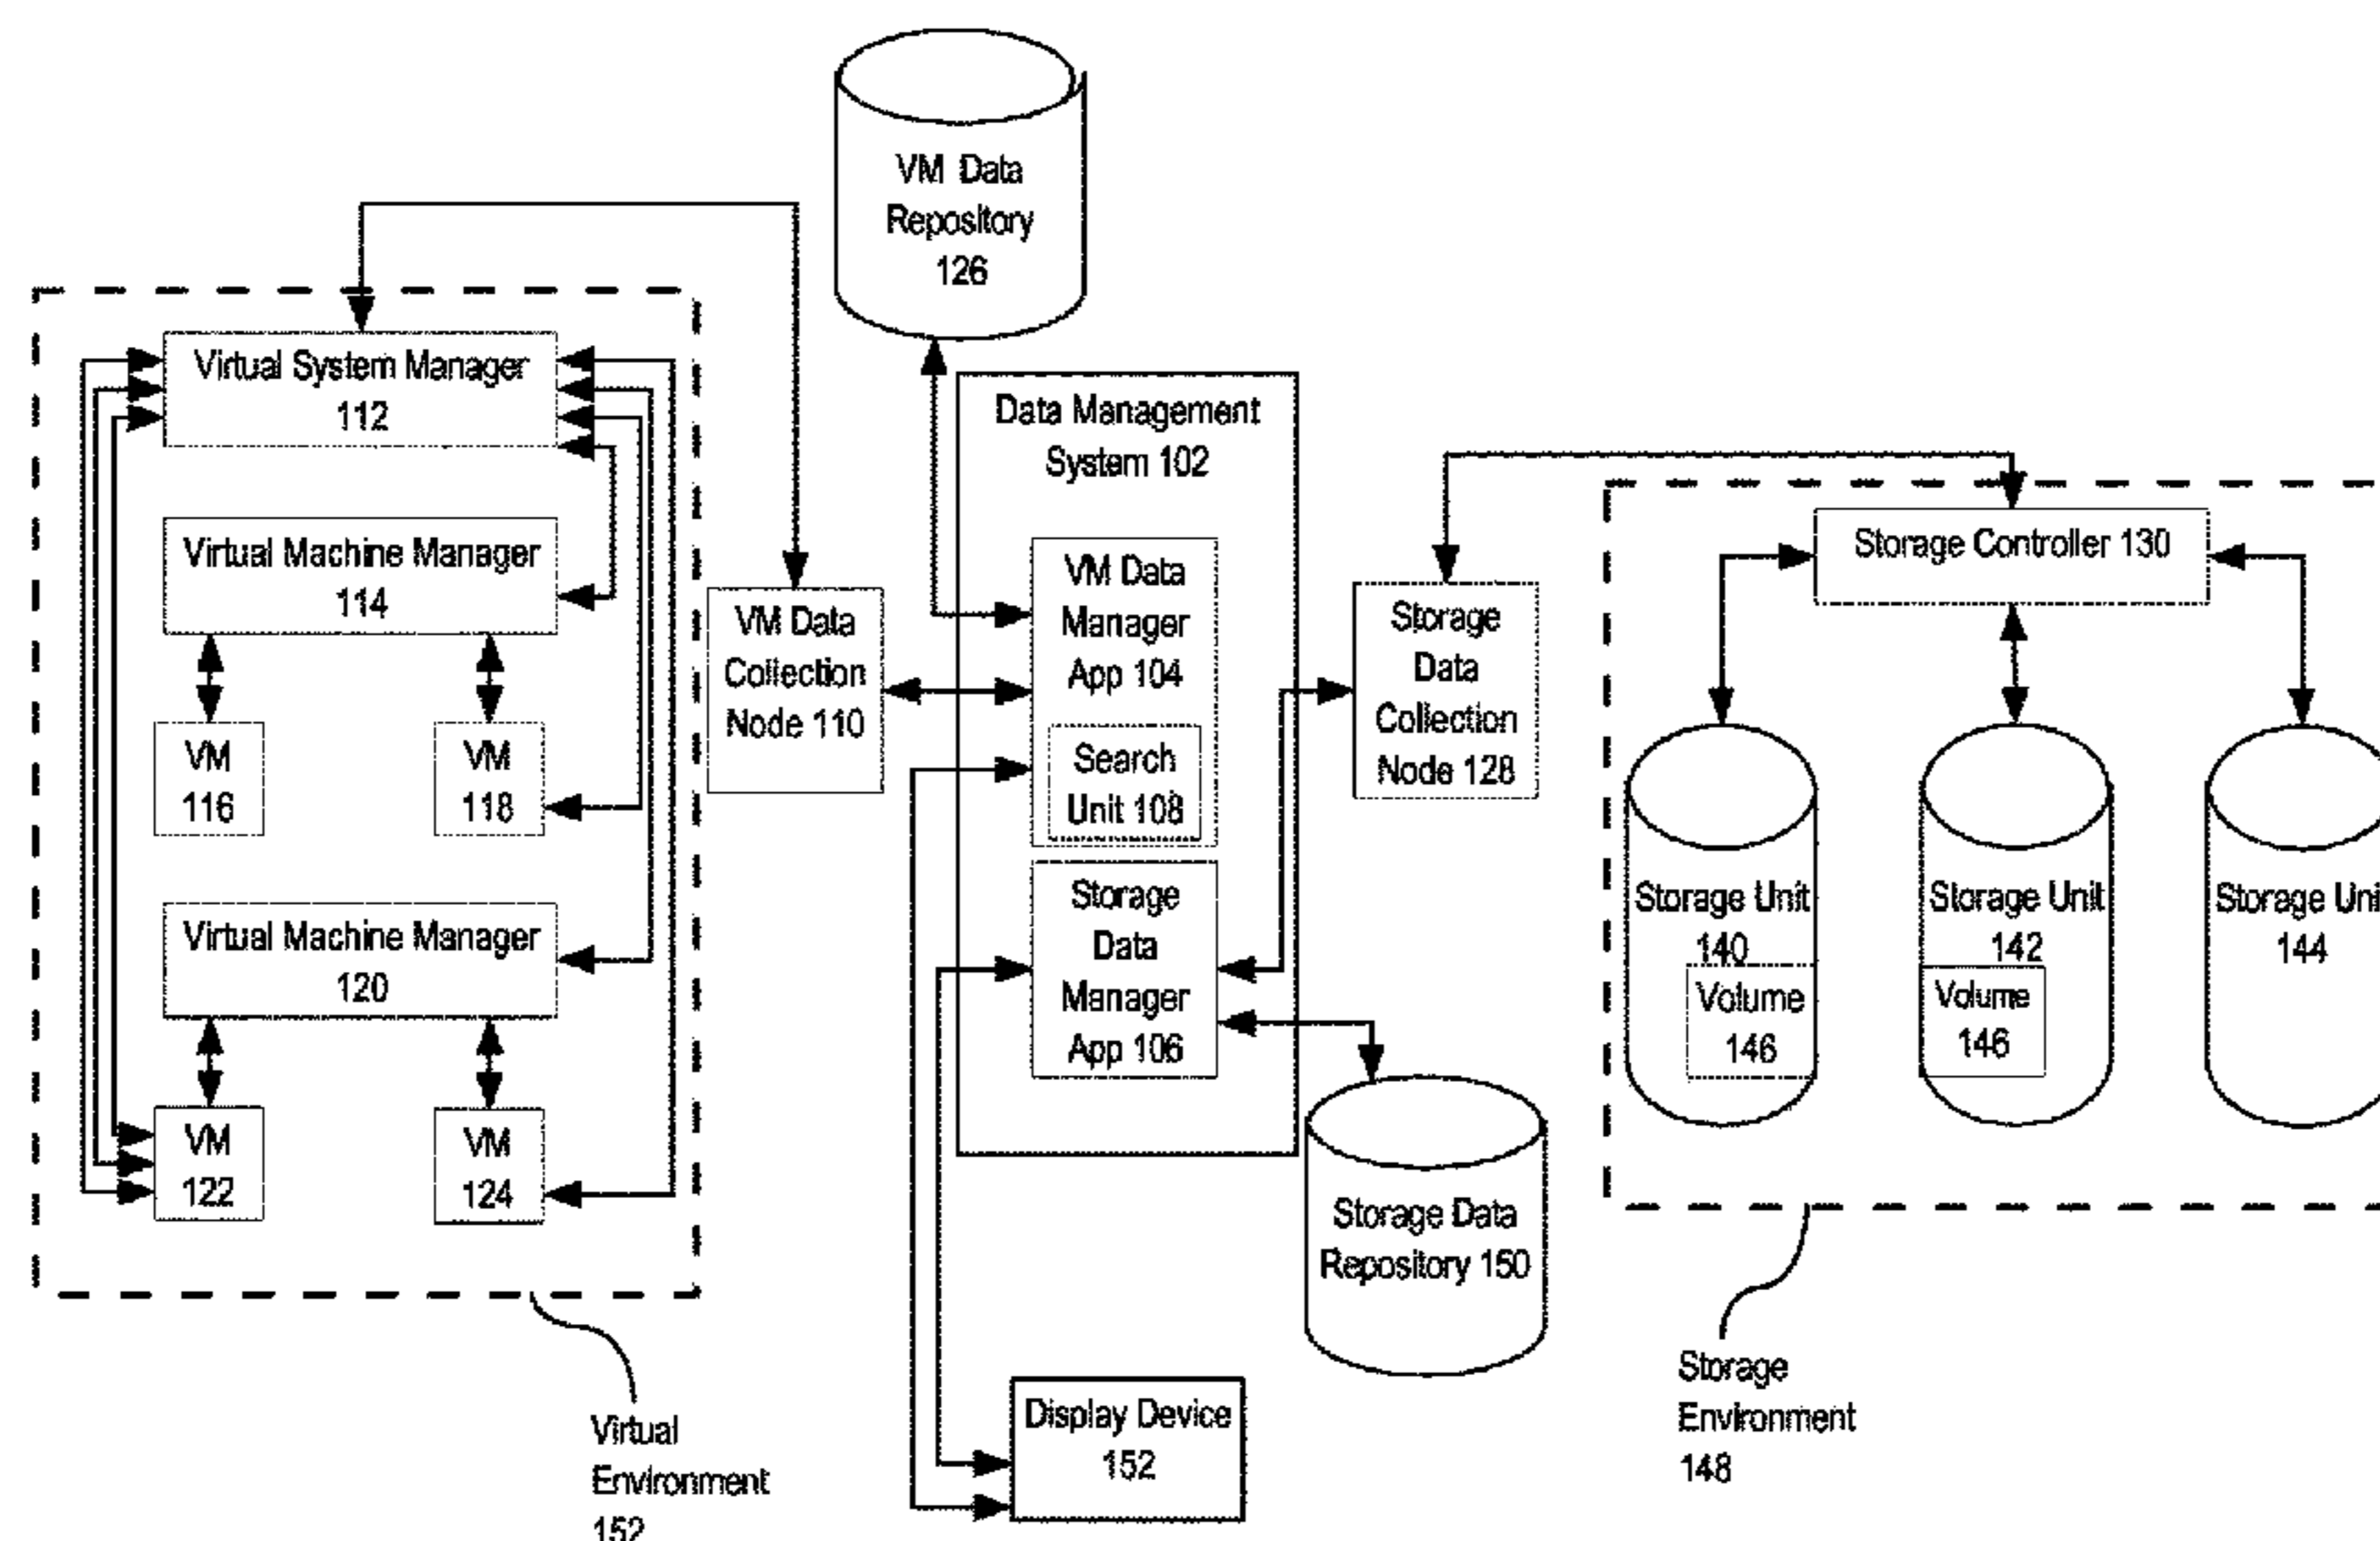 VM Data
Repository
126
Virtual System Manager
112
Virtual Machine Manager
114
VM
116
VM
118
Virtual Machine Manager
120
VM
122
VM
124
Virtual
Environment
152
VM Data
Collection
Node 110
Data Management
System 102
VM Data
Manager
App 104
Search
Unit 108
Storage
Data
Manager
App 106
Storage
Data
Collection
Node 128
Storage Data
Repository 150
Display Device
152
Storage Controller 130
Storage Unit
140
Volume
146
Storage Unit
142
Volume
146
Storage Uni
144
Storage
Environment
148